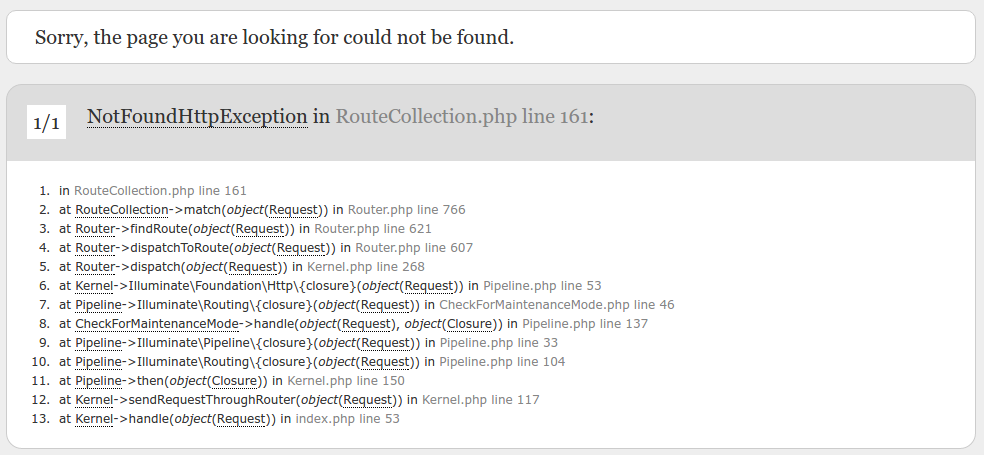 Sorry, the page you are looking for could not be found.
1/1 NotFoundHttpException in RouteCollection.php line 161:
1. in RouteCollection.php line 161
2. at RouteCollection->match(object(Request)) in Router.php line 766
3. at Router->findRoute(object(Request)) in Router.php line 621
4. at Router->dispatchToRoute(object(Request)) in Router.php line 607
5. at Router->dispatch(object(Request)) in Kernel.php line 268
6. at Kernel->Illuminate\Foundation\Http\{closure}(object(Request)) in Pipeline.php line 53
7. at Pipeline->Illuminate\Routing\{closure}(object(Request)) in CheckForMaintenanceMode.php line 46
8. at CheckForMaintenanceMode->handle(object(Request), object(Closure)) in Pipeline.php line 137
9. at Pipeline->Illuminate\Pipeline\{closure}(object(Request)) in Pipeline.php line 33
10. at Pipeline->Illuminate\Routing\{closure}(object(Request)) in Pipeline.php line 104
11. at Pipeline->then(object(Closure)) in Kernel.php line 150
12. at Kernel->sendRequestThroughRouter(object(Request)) in Kernel.php line 117
13. at Kernel->handle(object(Request)) in index.php line 53